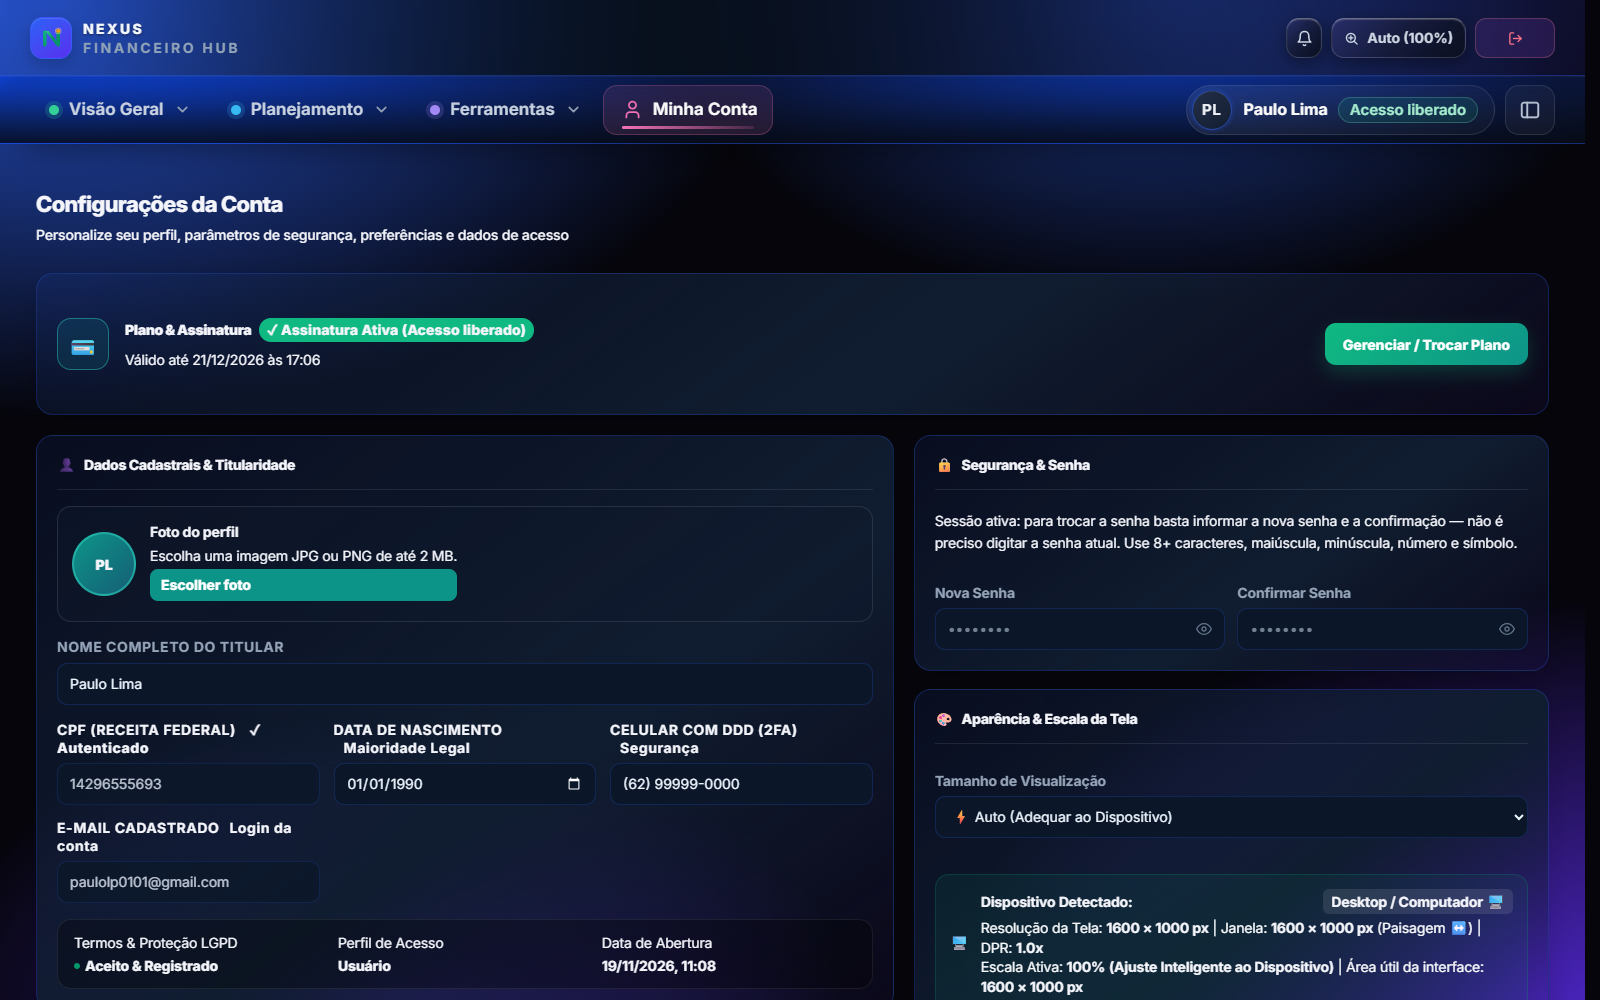 NEXUS
FINANCEIRO HUB
Auto (100%)
Visão Geral
Planejamento
Ferramentas
Minha Conta
PL
Paulo Lima
Acesso liberado
Configurações da Conta
Personalize seu perfil, parâmetros de segurança, preferências e dados de acesso
Plano & Assinatura
✓ Assinatura Ativa (Acesso liberado)
Válido até 21/12/2026 às 17:06
Gerenciar / Trocar Plano
Dados Cadastrais & Titularidade
PL
Foto do perfil
Escolha uma imagem JPG ou PNG de até 2 MB.
Escolher foto
NOME COMPLETO DO TITULAR
Paulo Lima
CPF (RECEITA FEDERAL) ✓
Autenticado
14296555693
DATA DE NASCIMENTO
Maioridade Legal
01/01/1990
CELULAR COM DDD (2FA)
Segurança
(62) 99999-0000
E-MAIL CADASTRADO Login da
conta
paulolp0101@gmail.com
Termos & Proteção LGPD
Aceito & Registrado
Perfil de Acesso
Usuário
Data de Abertura
19/11/2026, 11:08
Segurança & Senha
Sessão ativa: para trocar a senha basta informar a nova senha e a confirmação — não é
preciso digitar a senha atual. Use 8+ caracteres, maiúscula, minúscula, número e símbolo.
Nova Senha
••••••••
Confirmar Senha
••••••••
Aparência & Escala da Tela
Tamanho de Visualização
Auto (Adequar ao Dispositivo)
Dispositivo Detectado:
Desktop / Computador
Resolução da Tela: 1600 × 1000 px | Janela: 1600 × 1000 px (Paisagem ↔) |
DPR: 1.0x
Escala Ativa: 100% (Ajuste Inteligente ao Dispositivo) | Área útil da interface:
1600 × 1000 px